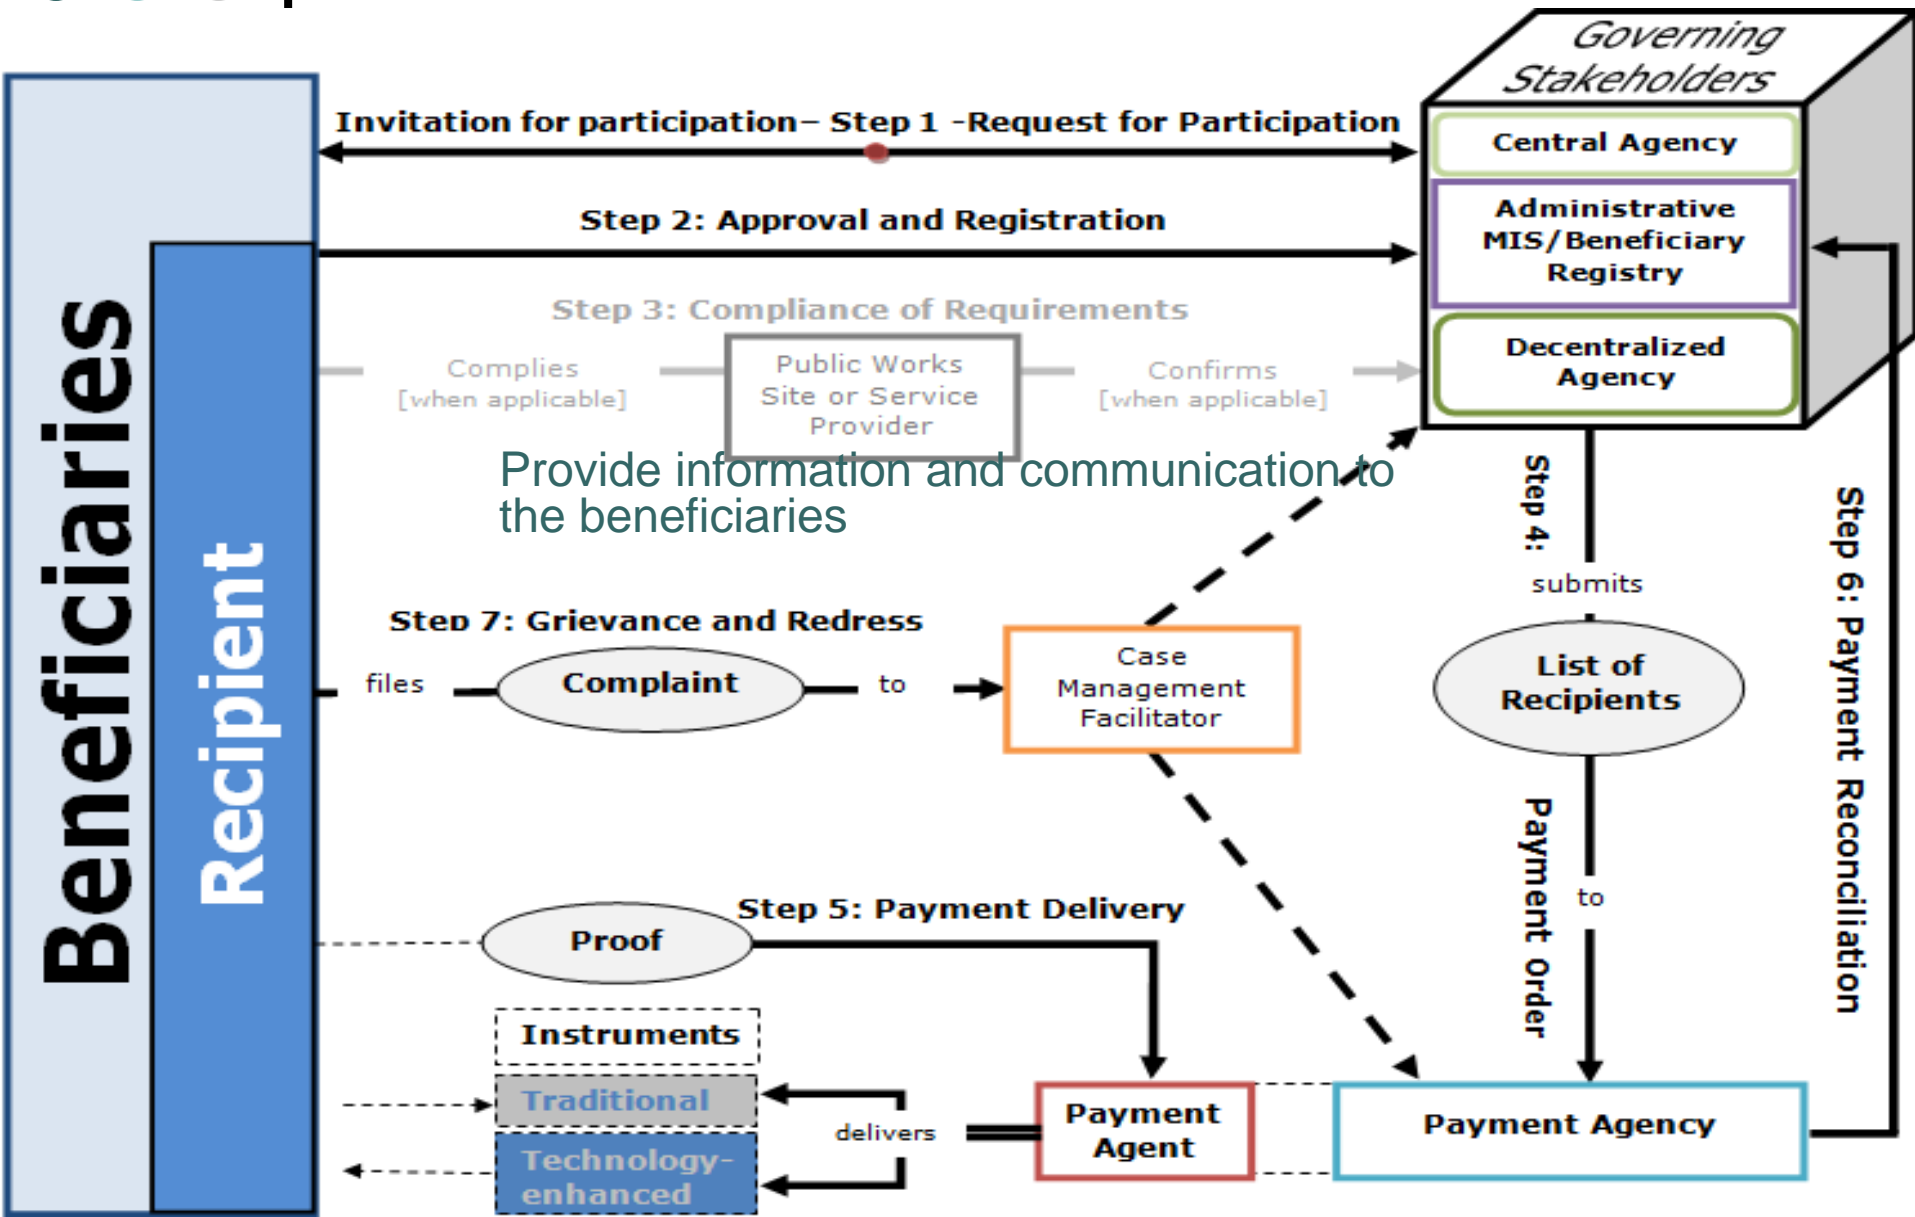 Governing
Stakeholders
Invitation for participation– Step 1 -Request for Participation
Central Agency
Step 2: Approval and Registration
Administrative
MIS/Beneficiary
Registry
Step 3: Compliance of Requirements
Complies
[when applicable]
Public Works
Site or Service
Provider
Confirms
[when applicable]
Decentralized
Agency
Provide information and communication to
the beneficiaries
Beneficiaries
Recipient
Step 4:
submits
Step 6: Payment Reconciliation
Step 7: Grievance and Redress
files
Complaint
to
Case
Management
Facilitator
List of
Recipients
Payment Order
to
Step 5: Payment Delivery
Proof
Instruments
Traditional
Technology-
enhanced
delivers
Payment
Agent
Payment Agency